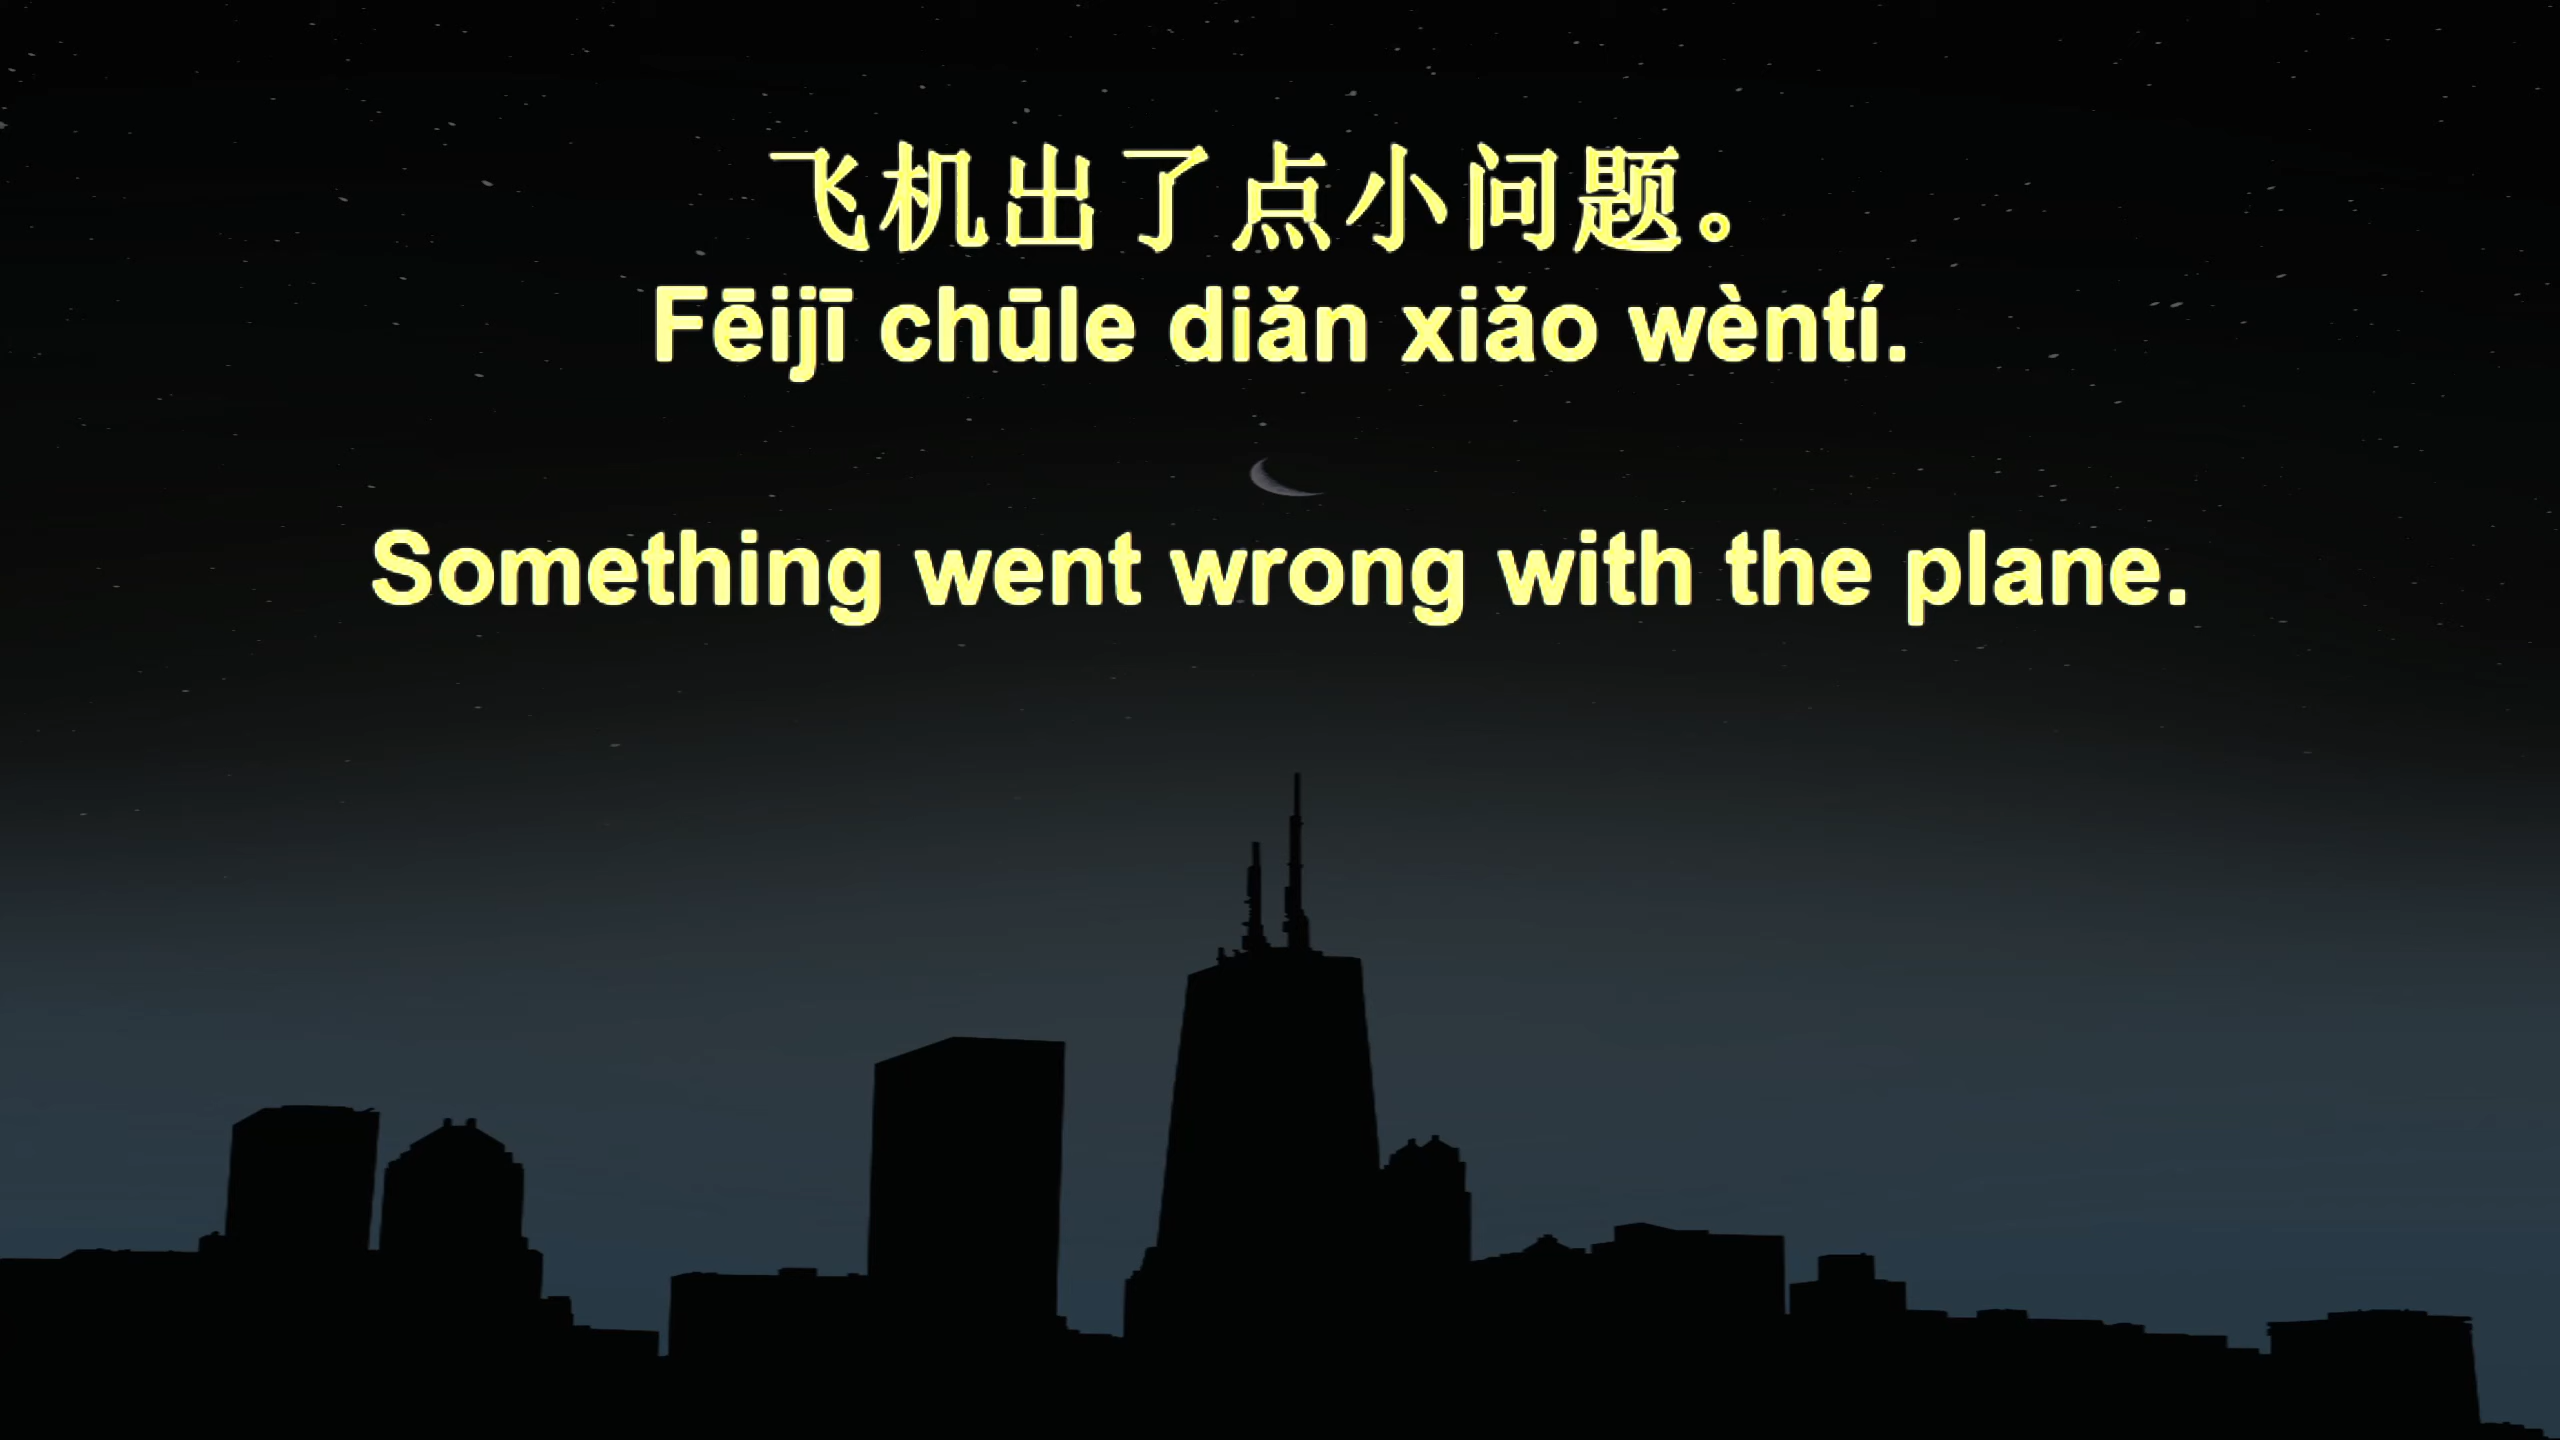 飞机出了点小问题。
Fēijī chūle diǎn xiǎo wèntí.
Something went wrong with the plane.